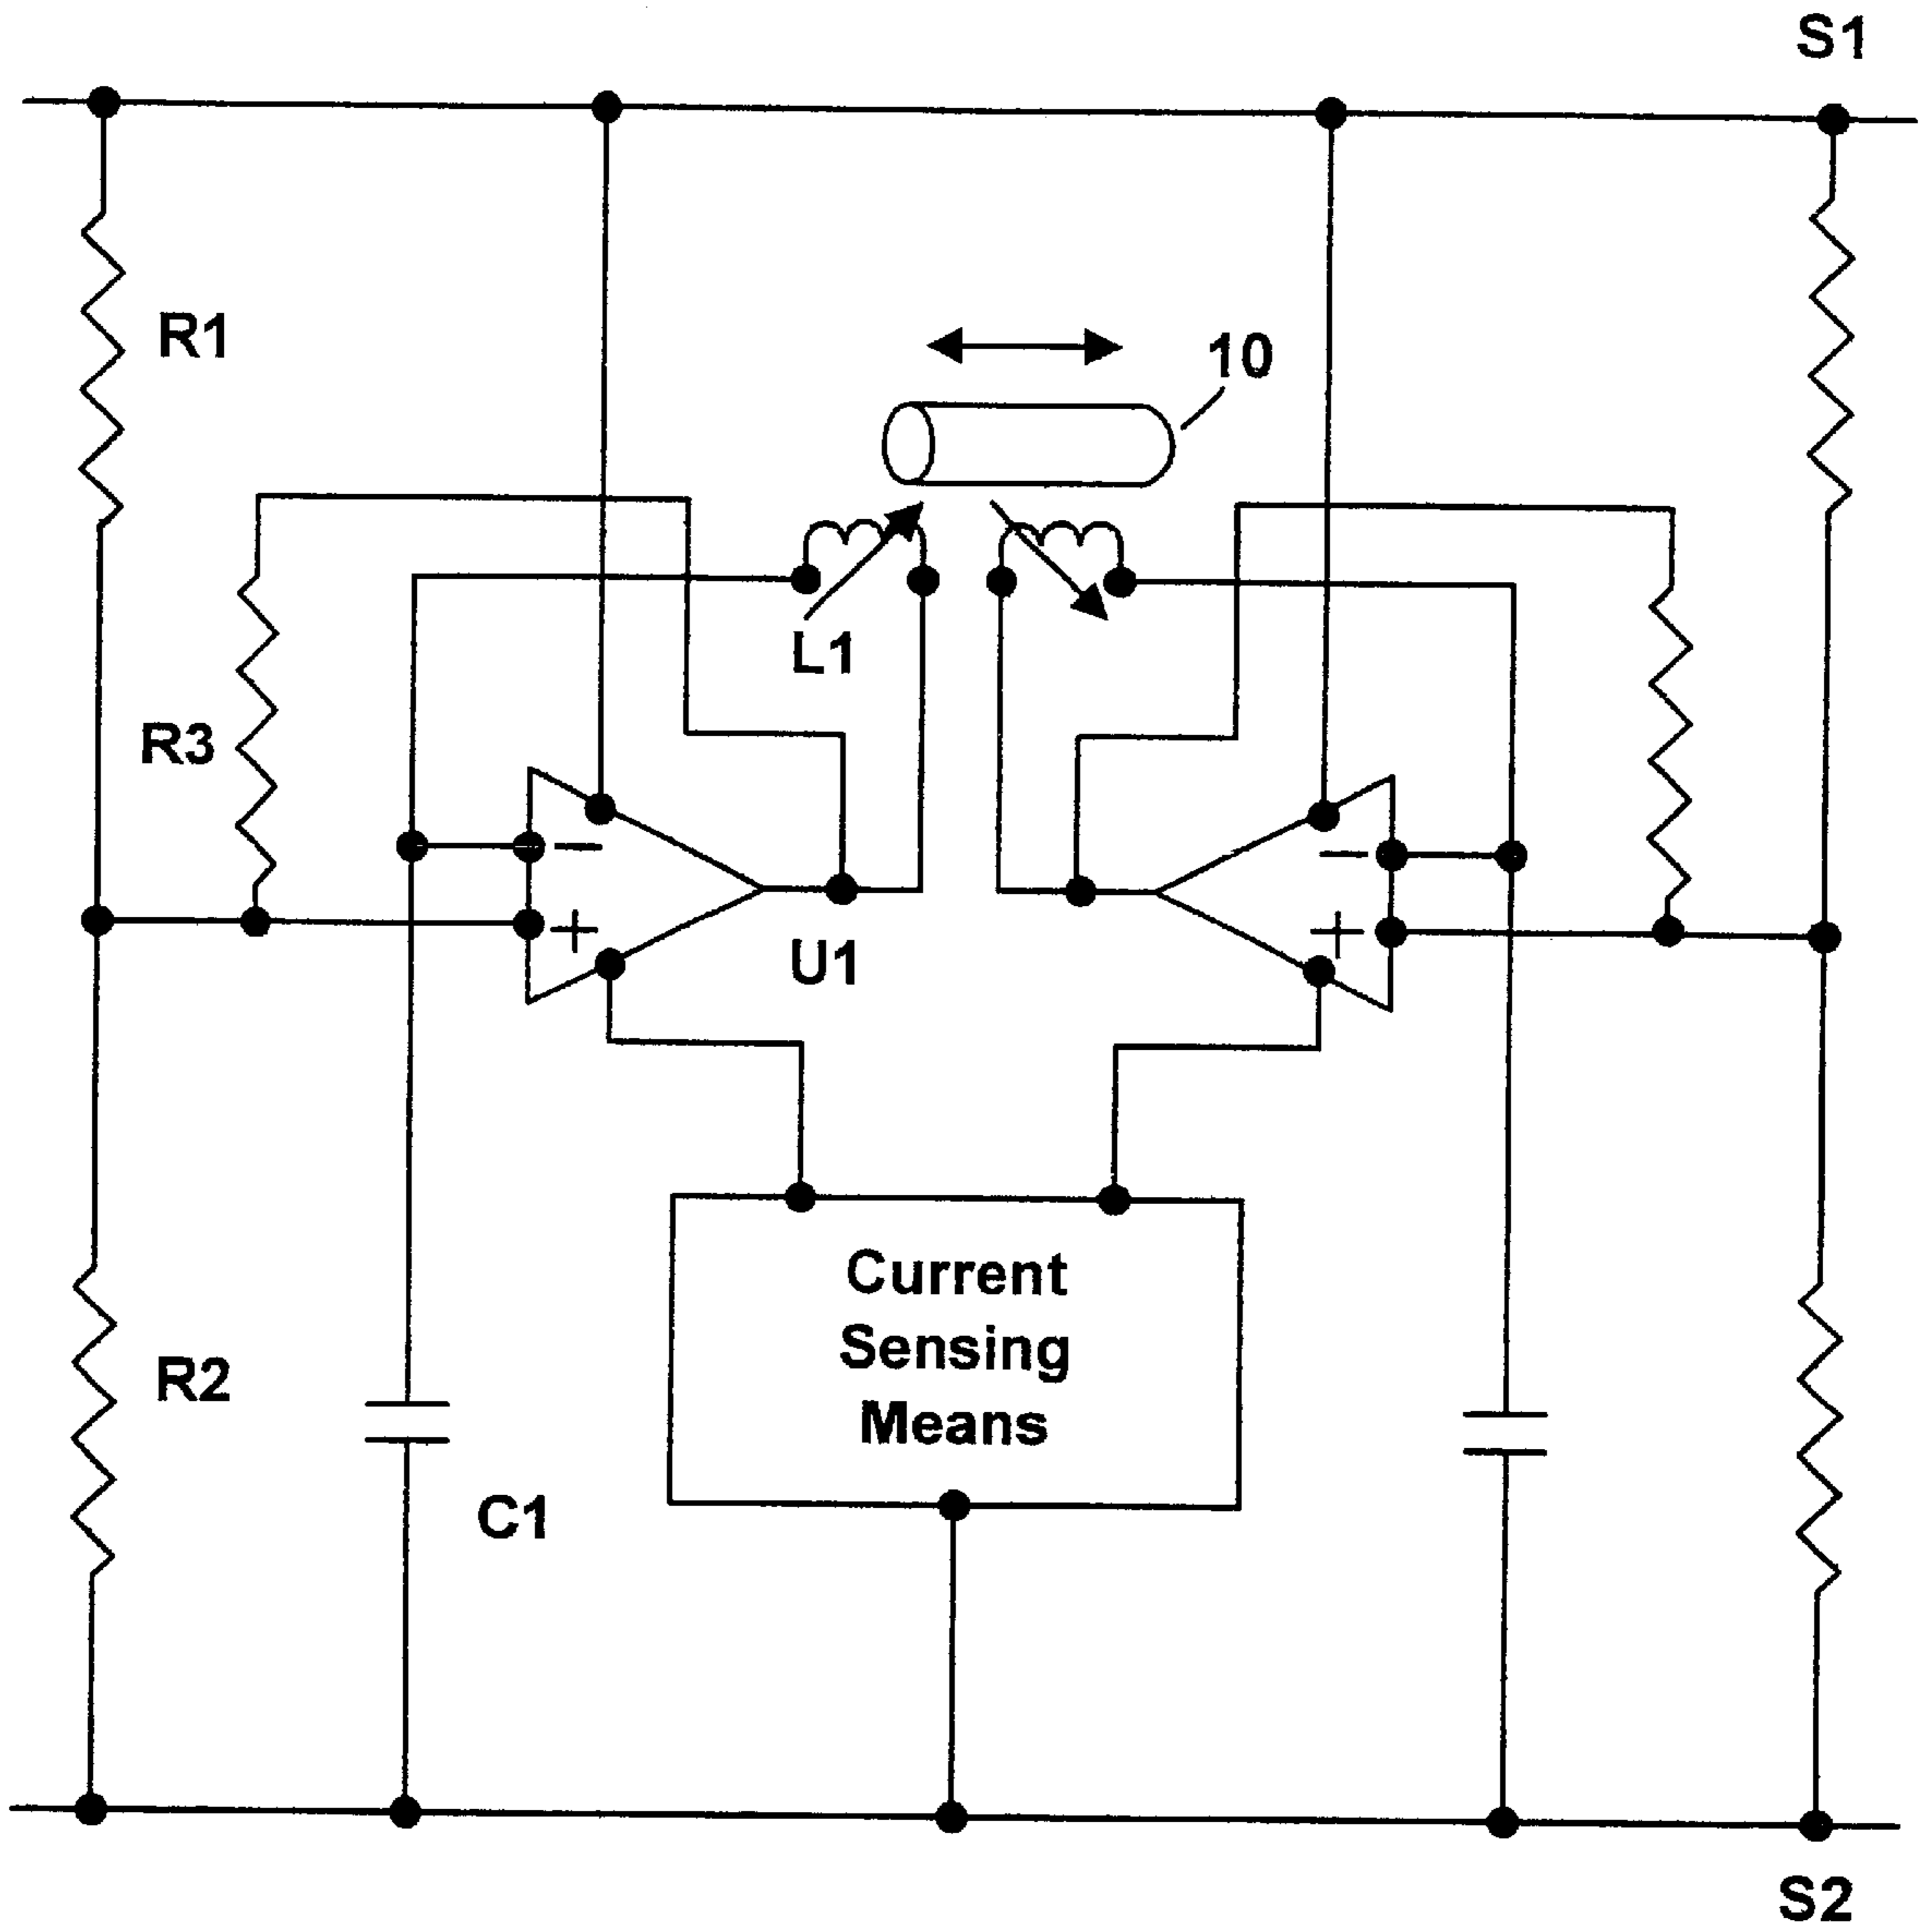 S1
R1
10
L1
R3
−
−
+
+
U1
Current
Sensing
Means
R2
C1
S2